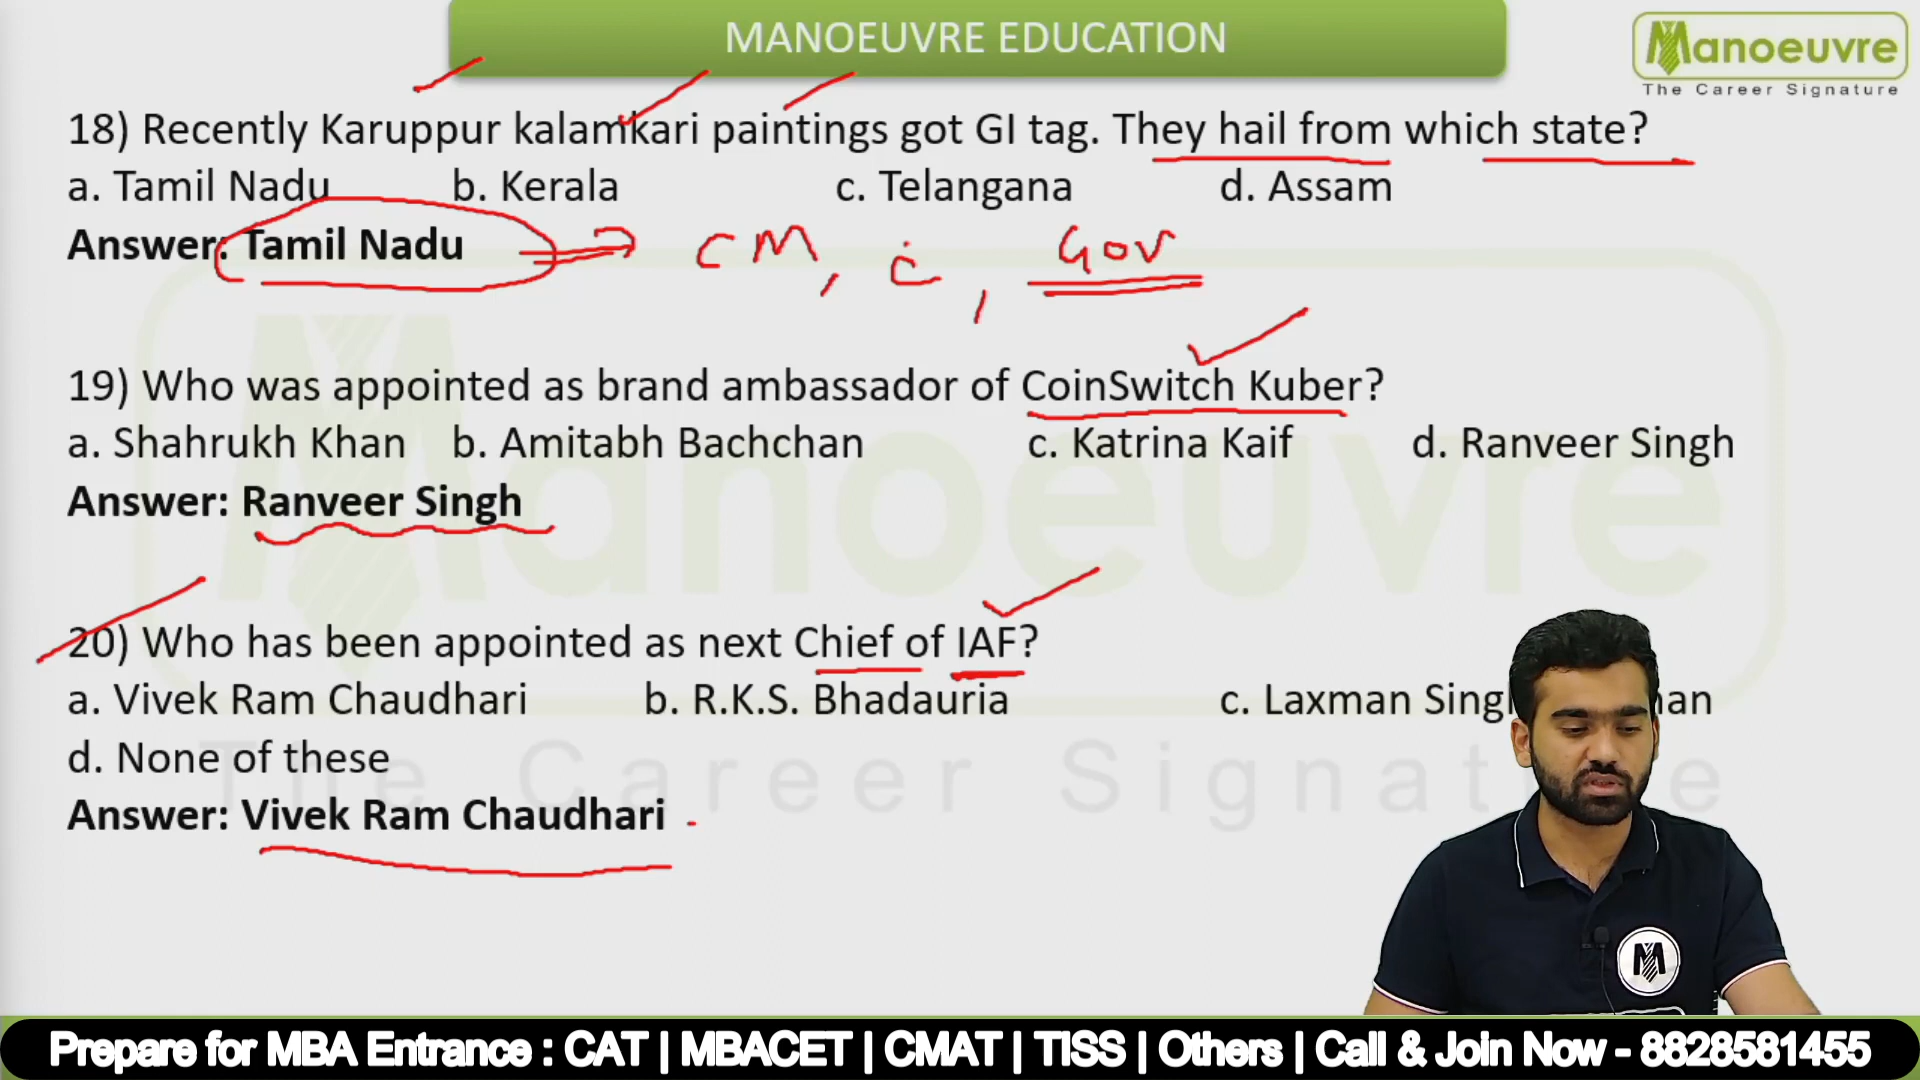 MANOEUVRE EDUCATION
Manoeuvre
The Career Signature
18) Recently Karuppur kalamkari paintings got GI tag. They hail from which state?
a. Tamil Nadu b. Kerala c. Telangana d. Assam
Answer: Tamil Nadu
CM, C, GOV
19) Who was appointed as brand ambassador of CoinSwitch Kuber?
a. Shahrukh Khan b. Amitabh Bachchan c. Katrina Kaif d. Ranveer Singh
Answer: Ranveer Singh
20) Who has been appointed as next Chief of IAF?
a. Vivek Ram Chaudhari b. R.K.S. Bhadauria c. Laxman
d. None of these
Answer: Vivek Ram Chaudhari
Manoeuvre
The Career Signature
M
Prepare for MBA Entrance : CAT | MBACET | CMAT | TISS | Others | Call & Join Now - 8828581455